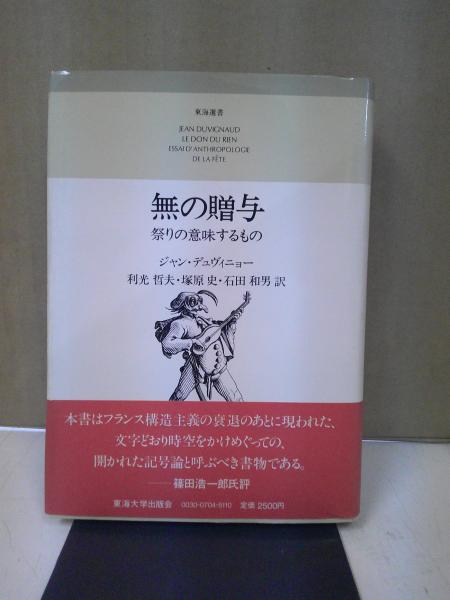 東海選書
JEAN DUVIGNAUD
LE DON DU RIEN
ESSAI D'ANTHROPOLOGIE
DE LA FÊTE
無の贈与
祭りの意味するもの
ジャン・デュヴィニョー
利光 哲夫・塚原 史・石田 和男 訳
本書はフランス構造主義の衰退のあとに現われた、
文字どおり時空をかけめぐっての、
開かれた記号論と呼ぶべき書物である。
——篠田浩一郎氏評
東海大学出版会 0030-0704-5110 定価 2500円